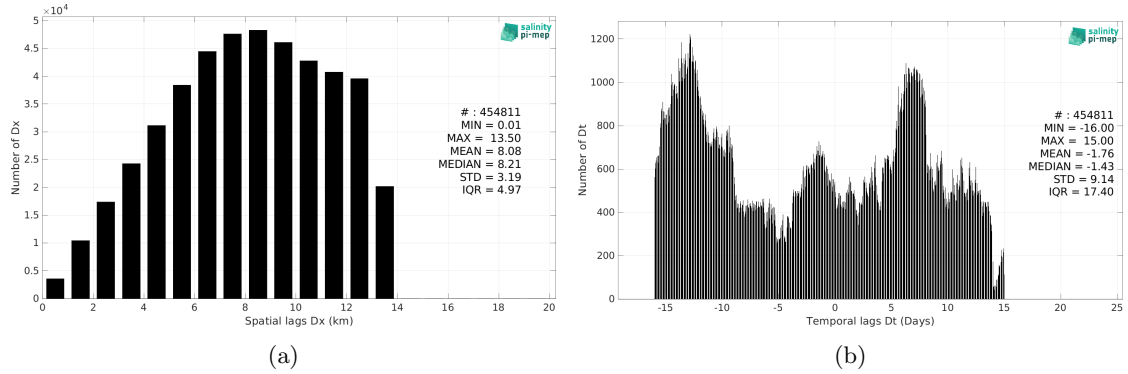 ×10⁴
5
4.5
4
3.5
3
2.5
2
1.5
1
0.5
0
Number of Dx
salinity
pi-mep
# : 454811
MIN = 0.01
MAX = 13.50
MEAN = 8.08
MEDIAN = 8.21
STD = 3.19
IQR = 4.97
0 2 4 6 8 10 12 14 16 18 20
Spatial lags Dx (km)
(a)
1200
1000
800
600
400
200
0
Number of Dt
salinity
pi-mep
# : 454811
MIN = -16.00
MAX = 15.00
MEAN = -1.76
MEDIAN = -1.43
STD = 9.14
IQR = 17.40
-15 -10 -5 0 5 10 15 20 25
Temporal lags Dt (Days)
(b)